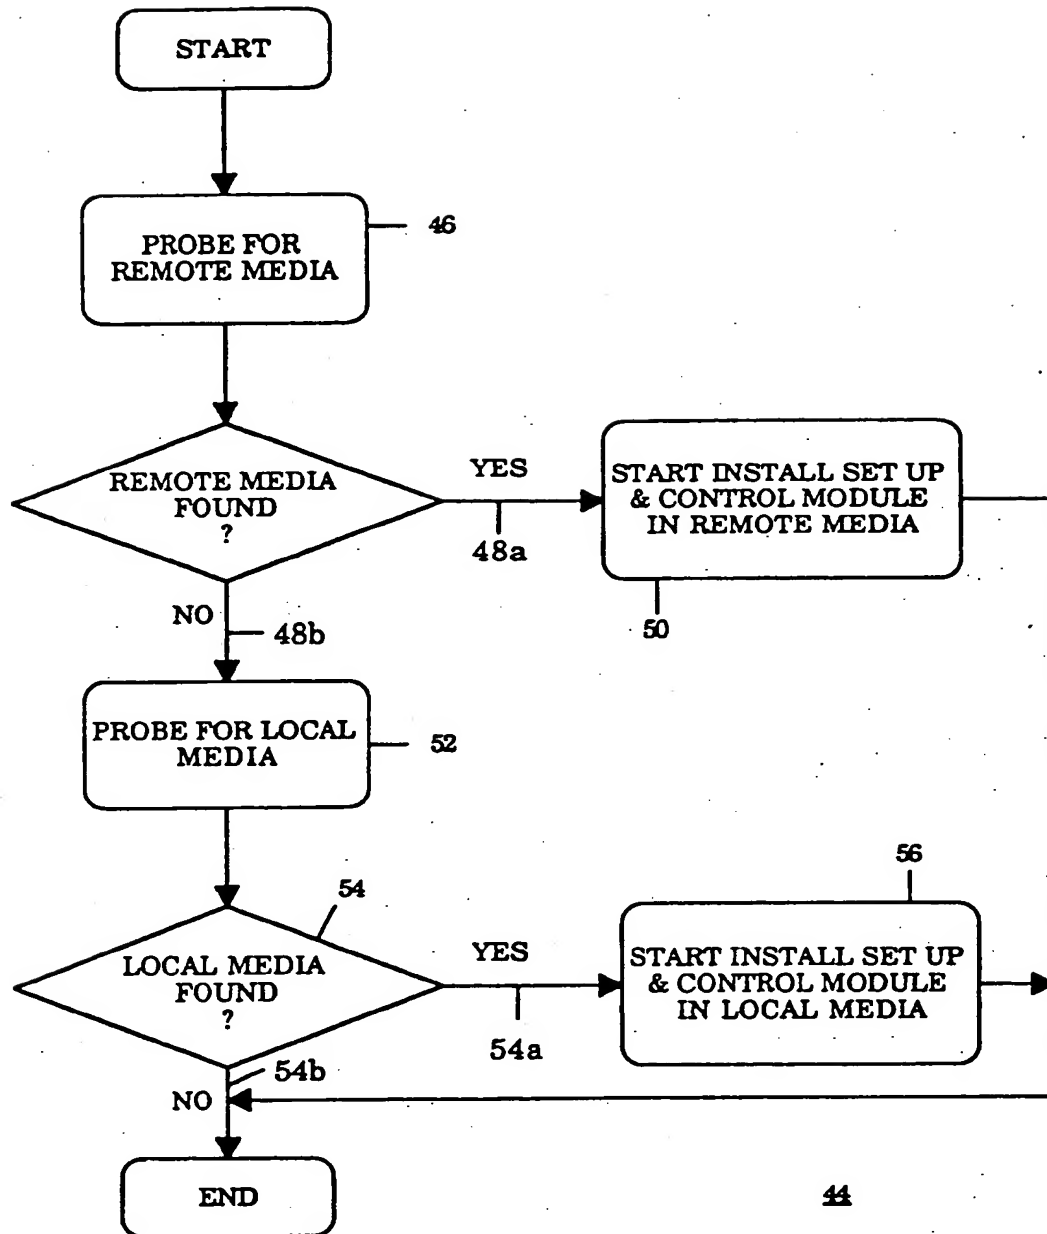 START
PROBE FOR
REMOTE MEDIA
46
REMOTE MEDIA
FOUND
?
YES
48a
START INSTALL SET UP
& CONTROL MODULE
IN REMOTE MEDIA
50
NO
48b
PROBE FOR LOCAL
MEDIA
52
54
LOCAL MEDIA
FOUND
?
YES
54a
56
START INSTALL SET UP
& CONTROL MODULE
IN LOCAL MEDIA
54b
NO
END
44